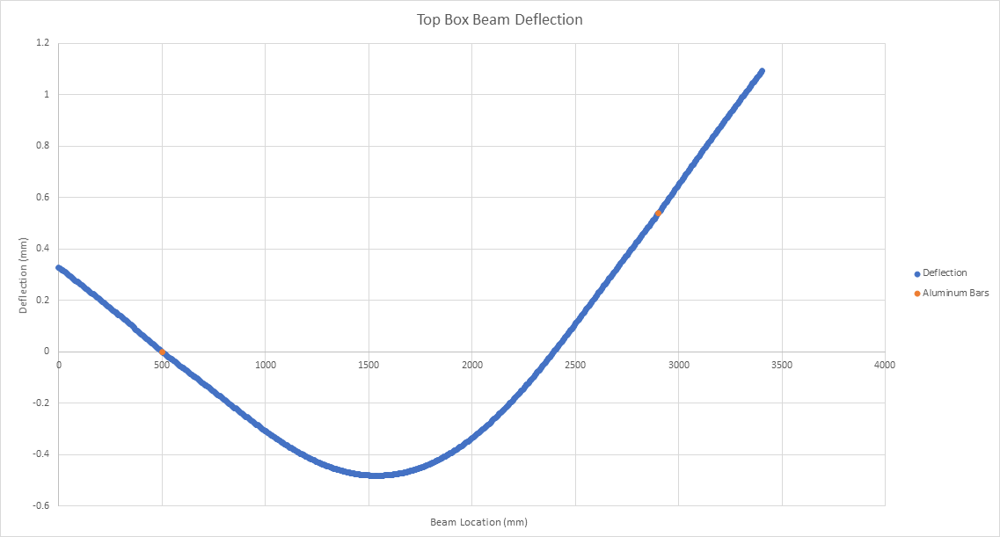 Top Box Beam Deflection
1.2
1
0.8
0.6
0.4
0.2
0
-0.2
-0.4
-0.6
Deflection (mm)
0 500 1000 1500 2000 2500 3000 3500 4000
Beam Location (mm)
Deflection
Aluminum Bars